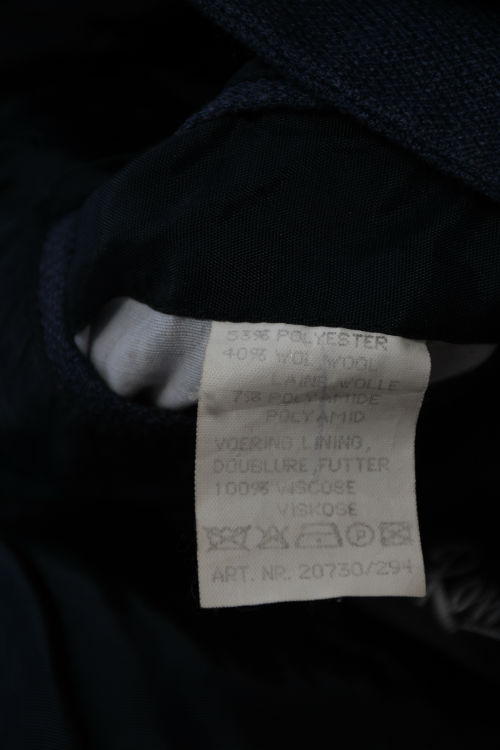 53% POLYESTER
40% WOL, WOOL
LAINE, WOLLE
7% POLYAMIDE
POLYAMID
VOERING, LINING,
DOUBLURE, FUTTER
100% VISCOSE
VISKOSE
P
ART. NR. 20730/294